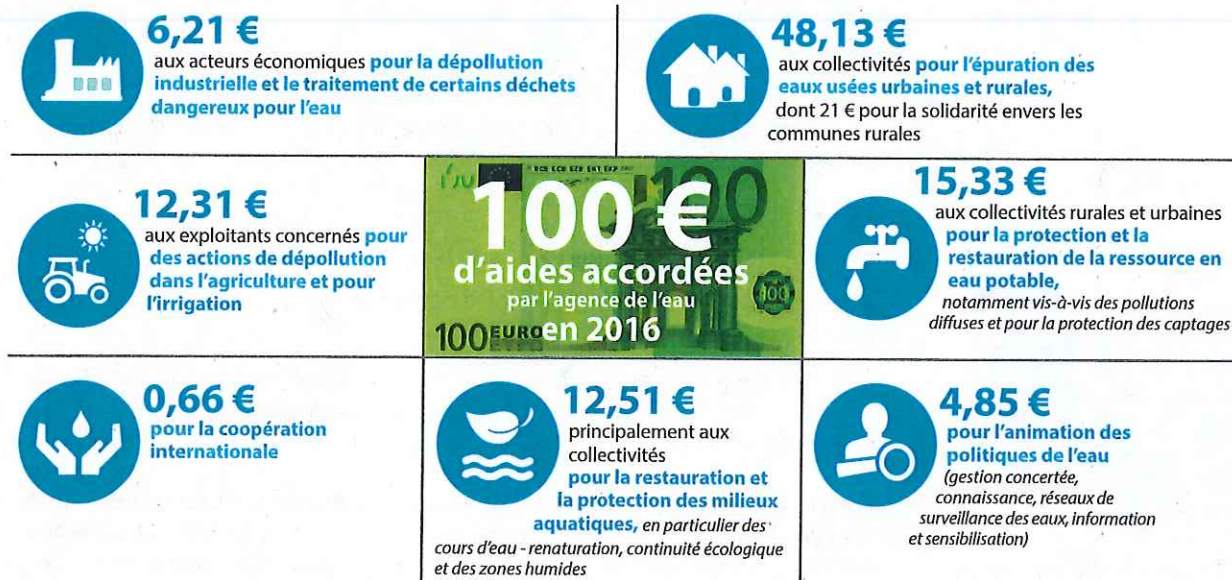 6,21 €
aux acteurs économiques pour la dépollution
industrielle et le traitement de certains déchets
dangereux pour l'eau
48,13 €
aux collectivités pour l'épuration des
eaux usées urbaines et rurales,
dont 21 € pour la solidarité envers les
communes rurales
12,31 €
aux exploitants concernés pour
des actions de dépollution
dans l'agriculture et pour
l'irrigation
100
100 €
d'aides accordées
par l'agence de l'eau
en 2016
100
100 EURO
15,33 €
aux collectivités rurales et urbaines
pour la protection et la
restauration de la ressource en
eau potable,
notamment vis-à-vis des pollutions
diffuses et pour la protection des captages
0,66 €
pour la coopération
internationale
12,51 €
principalement aux
collectivités
pour la restauration et
la protection des milieux
aquatiques, en particulier des
cours d'eau - renaturation, continuité écologique
et des zones humides
4,85 €
pour l'animation des
politiques de l'eau
(gestion concertée,
connaissance, réseaux de
surveillance des eaux, information
et sensibilisation)